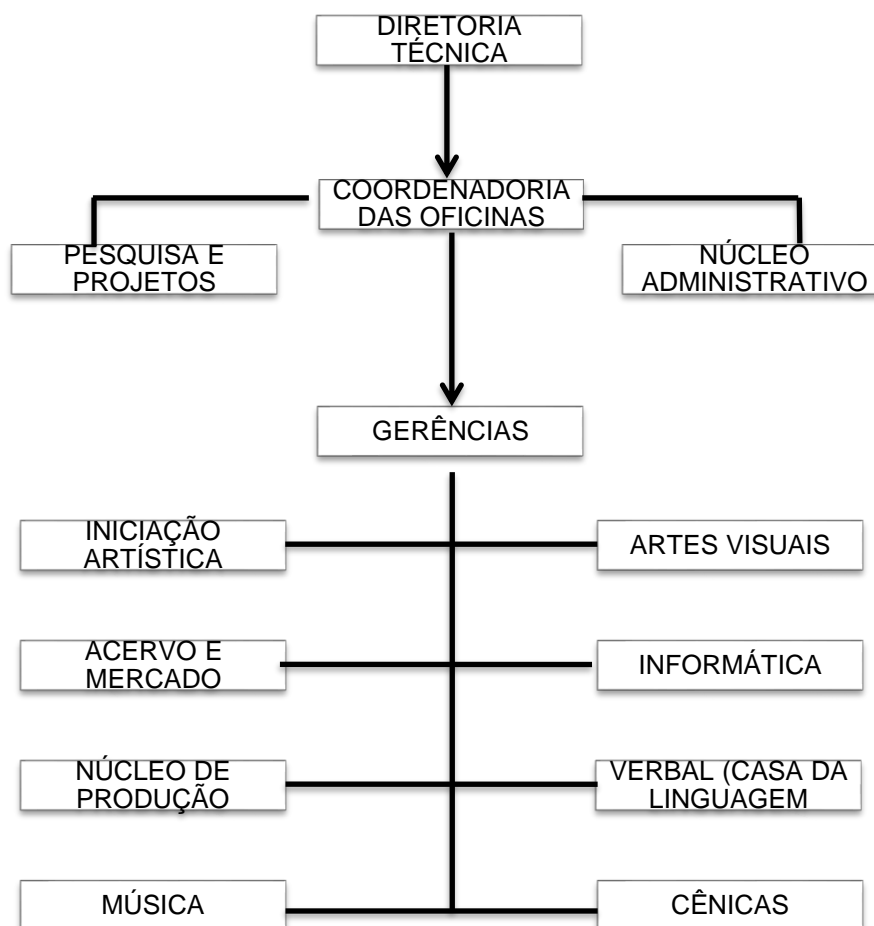 DIRETORIA
TÉCNICA
COORDENADORIA
DAS OFICINAS
PESQUISA E
PROJETOS
NÚCLEO
ADMINISTRATIVO
GERÊNCIAS
INICIAÇÃO
ARTÍSTICA
ARTES VISUAIS
ACERVO E
MERCADO
INFORMÁTICA
NÚCLEO DE
PRODUÇÃO
VERBAL (CASA DA
LINGUAGEM
MÚSICA
CÊNICAS